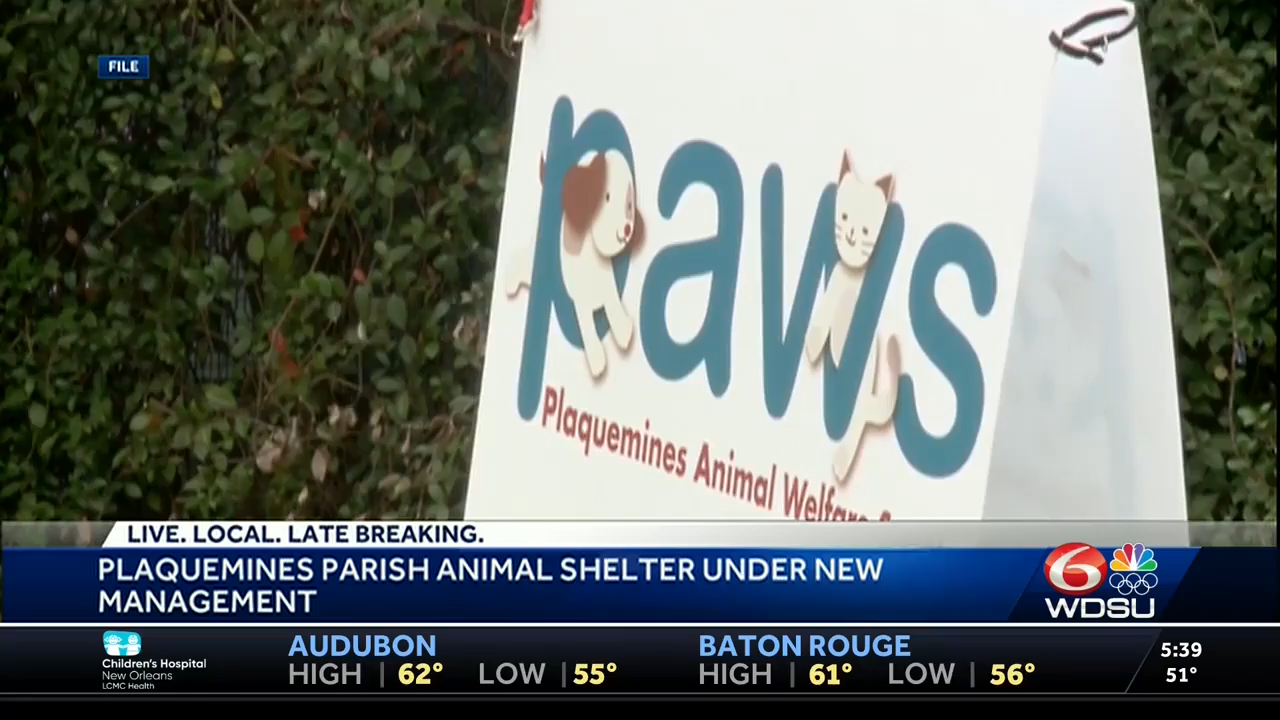 FILE
paws
Plaquemines Animal Welfare
LIVE. LOCAL. LATE BREAKING.
PLAQUEMINES PARISH ANIMAL SHELTER UNDER NEW
MANAGEMENT
6
WDSU
Children's Hospital
New Orleans
LCMC Health
AUDUBON
HIGH | 62° LOW | 55°
BATON ROUGE
HIGH | 61° LOW | 56°
5:39
51°